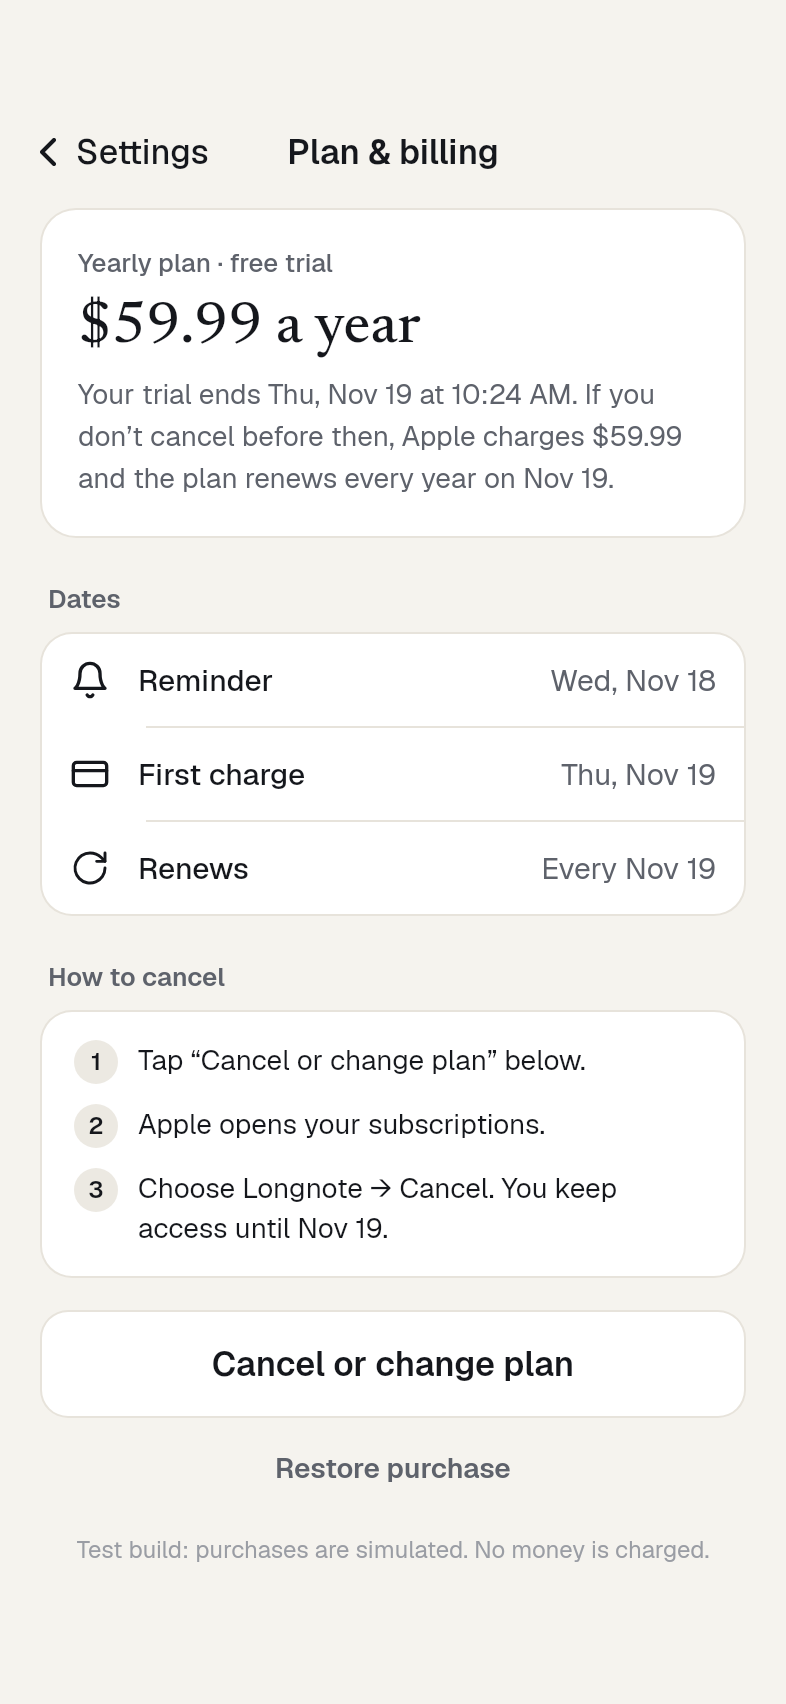 Settings
Plan & billing
Yearly plan · free trial
$59.99 a year
Your trial ends Thu, Nov 19 at 10:24 AM. If you
don’t cancel before then, Apple charges $59.99
and the plan renews every year on Nov 19.
Dates
Reminder Wed, Nov 18
First charge Thu, Nov 19
Renews Every Nov 19
How to cancel
1 Tap “Cancel or change plan” below.
2 Apple opens your subscriptions.
3 Choose Longnote → Cancel. You keep
access until Nov 19.
Cancel or change plan
Restore purchase
Test build: purchases are simulated. No money is charged.